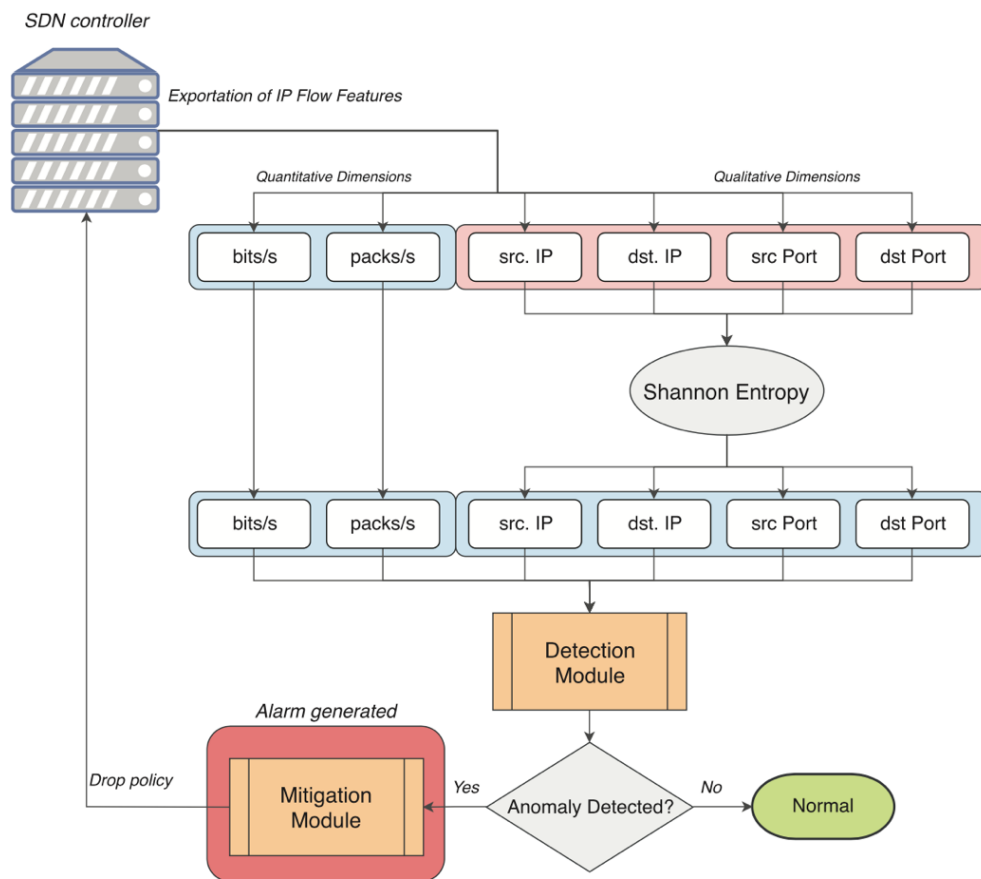 SDN controller
Exportation of IP Flow Features
Quantitative Dimensions
Qualitative Dimensions
bits/s
packs/s
src. IP
dst. IP
src Port
dst Port
Shannon Entropy
bits/s
packs/s
src. IP
dst. IP
src Port
dst Port
Detection
Module
Alarm generated
Drop policy
Mitigation
Module
Yes
Anomaly Detected?
No
Normal